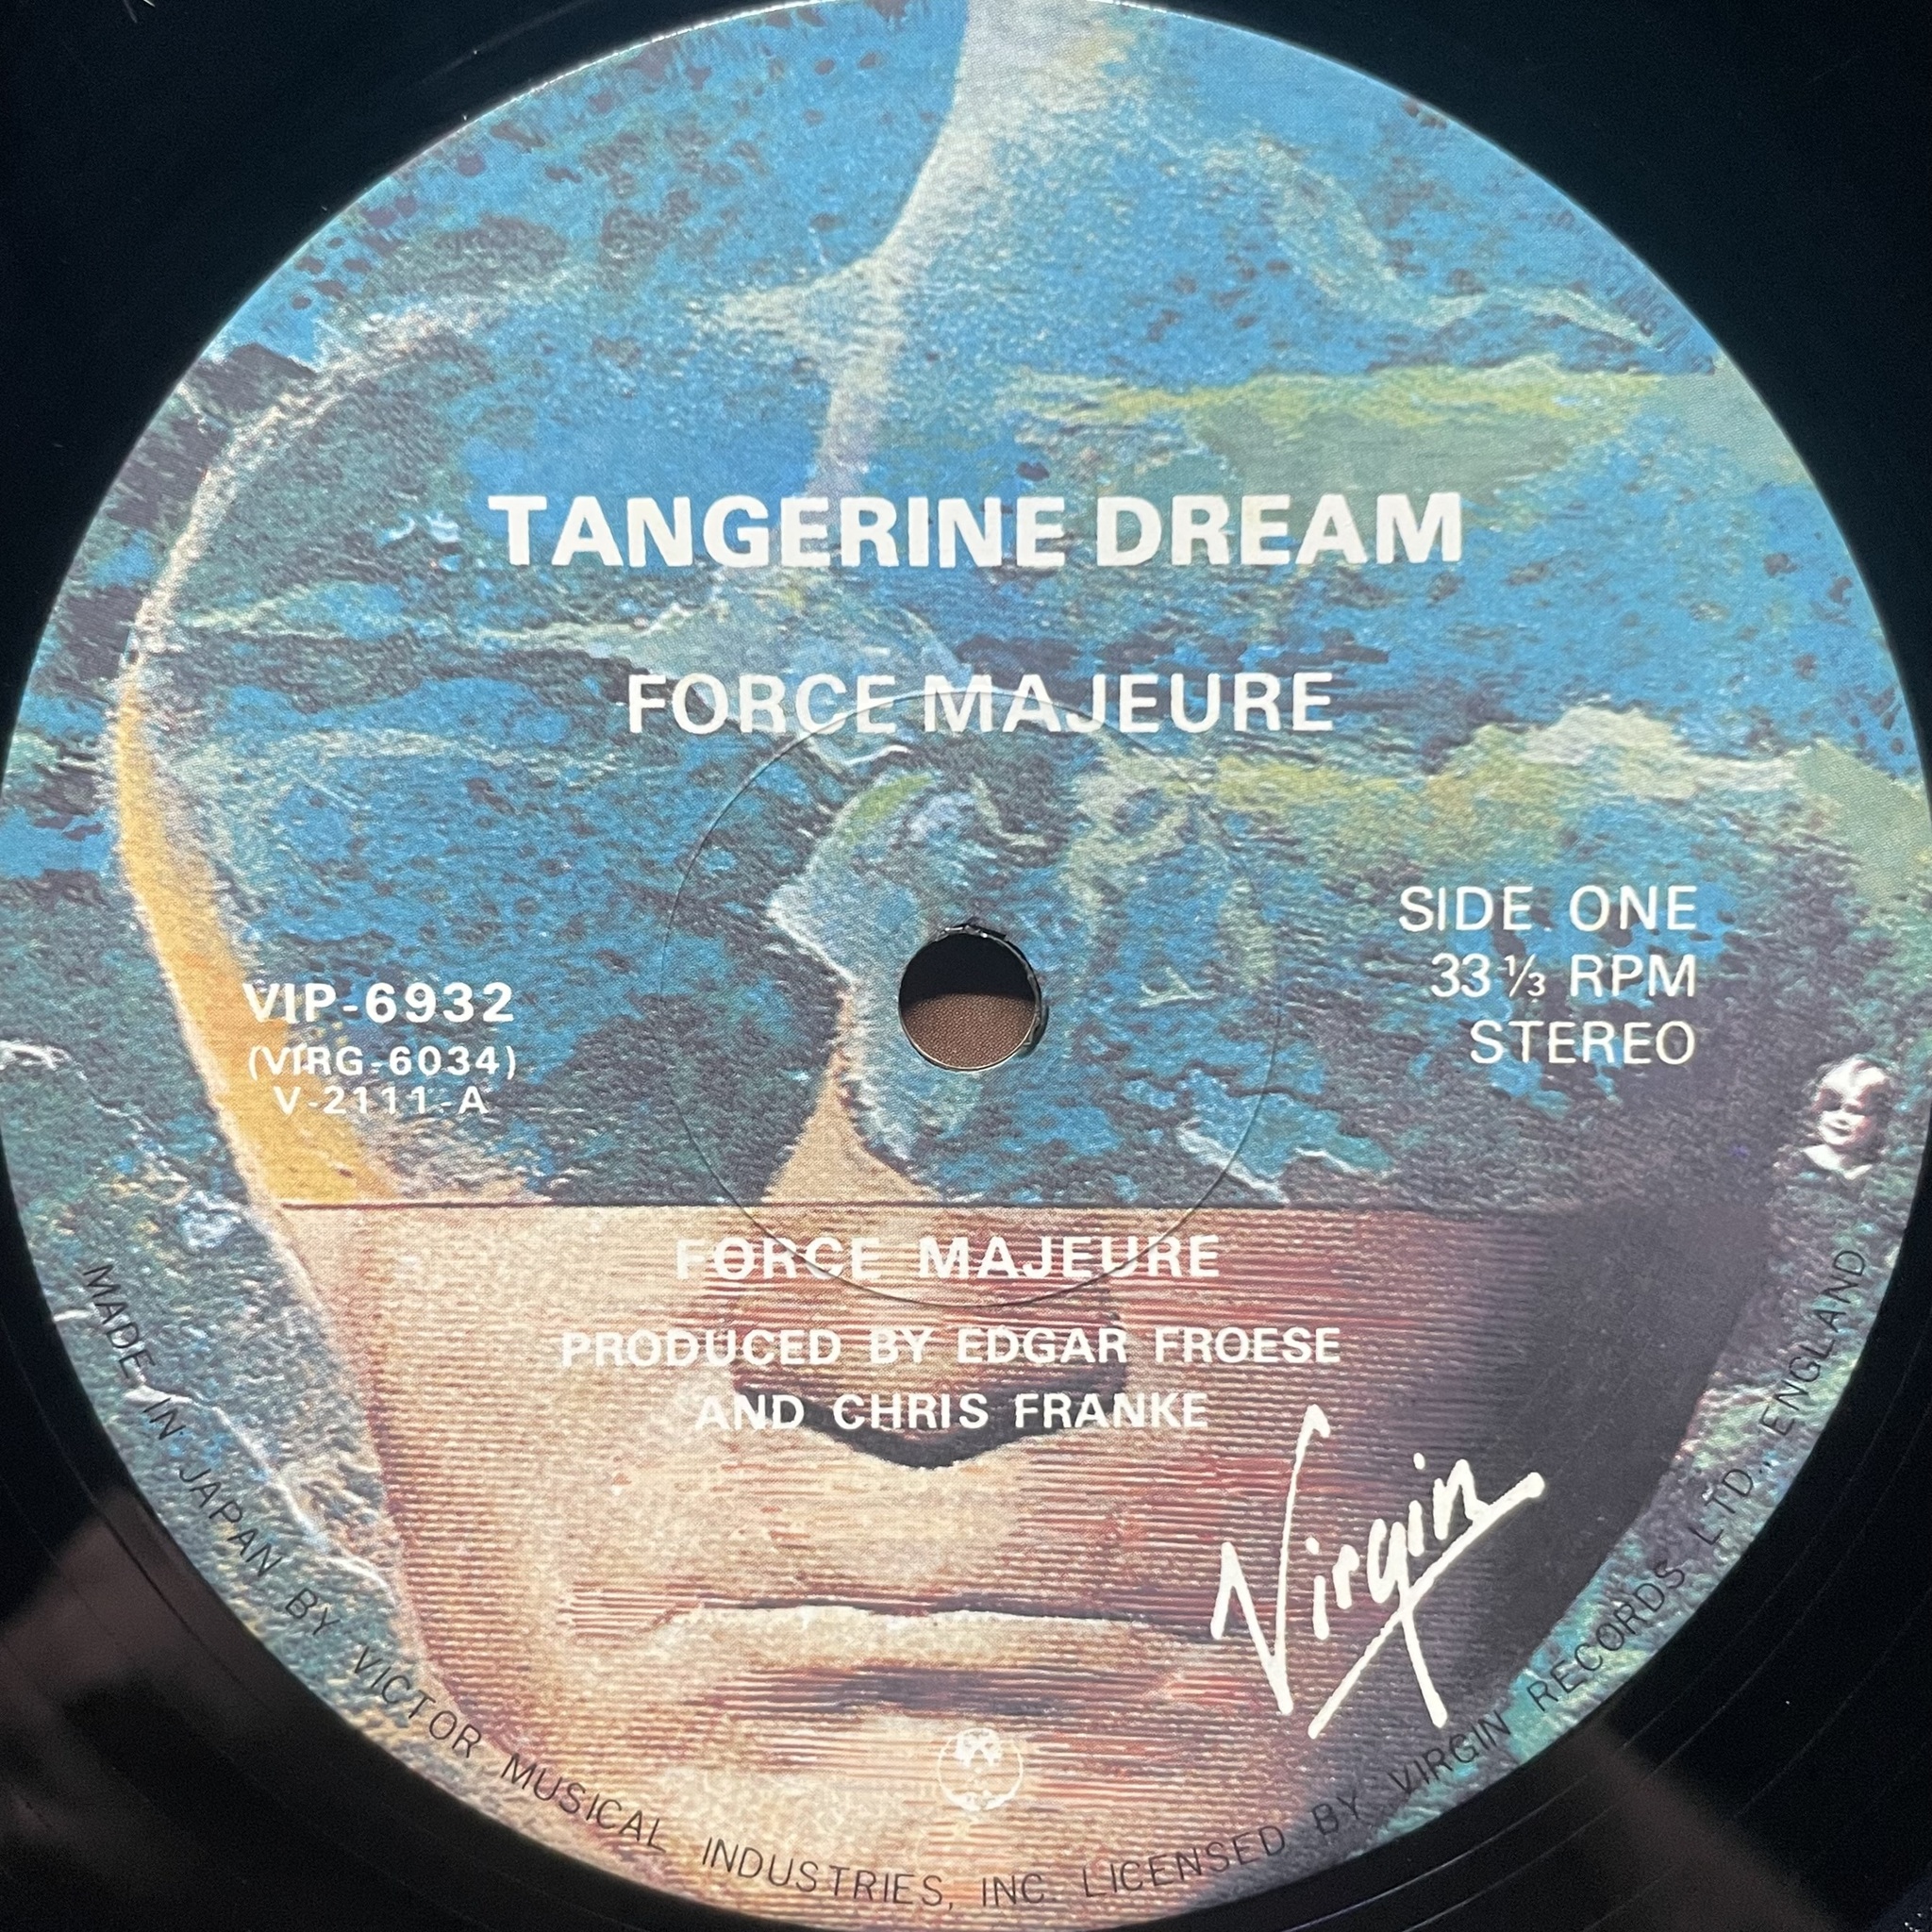 TANGERINE DREAM
FORCE MAJEURE
SIDE ONE
33 1/3 RPM
STEREO
VIP-6932
(VIRG-6034)
V-2111-A
FORCE MAJEURE
PRODUCED BY EDGAR FROESE
AND CHRIS FRANKE
Virgin
MADE IN JAPAN BY VICTOR MUSICAL INDUSTRIES, INC. LICENSED BY VIRGIN RECORDS LTD., ENGLAND